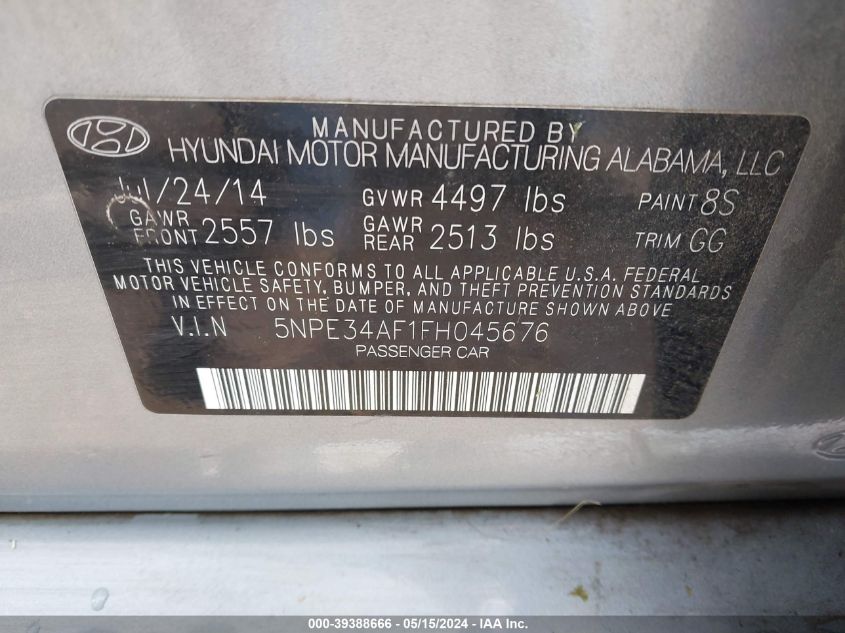 MANUFACTURED BY
HYUNDAI MOTOR MANUFACTURING ALABAMA, LLC
Jul/24/14 GVWR 4497 lbs PAINT 8S
GAWR FRONT 2557 lbs GAWR REAR 2513 lbs TRIM GG
THIS VEHICLE CONFORMS TO ALL APPLICABLE U.S.A. FEDERAL
MOTOR VEHICLE SAFETY, BUMPER, AND THEFT PREVENTION STANDARDS
IN EFFECT ON THE DATE OF MANUFACTURE SHOWN ABOVE
V.I.N 5NPE34AF1FH045676
PASSENGER CAR
000-39388666 - 05/15/2024 - IAA Inc.